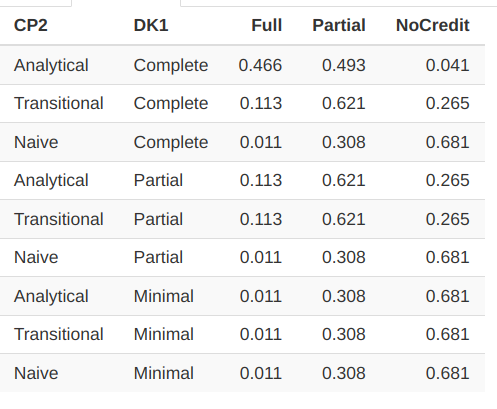 CP2 DK1 Full Partial NoCredit
Analytical Complete 0.466 0.493 0.041
Transitional Complete 0.113 0.621 0.265
Naive Complete 0.011 0.308 0.681
Analytical Partial 0.113 0.621 0.265
Transitional Partial 0.113 0.621 0.265
Naive Partial 0.011 0.308 0.681
Analytical Minimal 0.011 0.308 0.681
Transitional Minimal 0.011 0.308 0.681
Naive Minimal 0.011 0.308 0.681